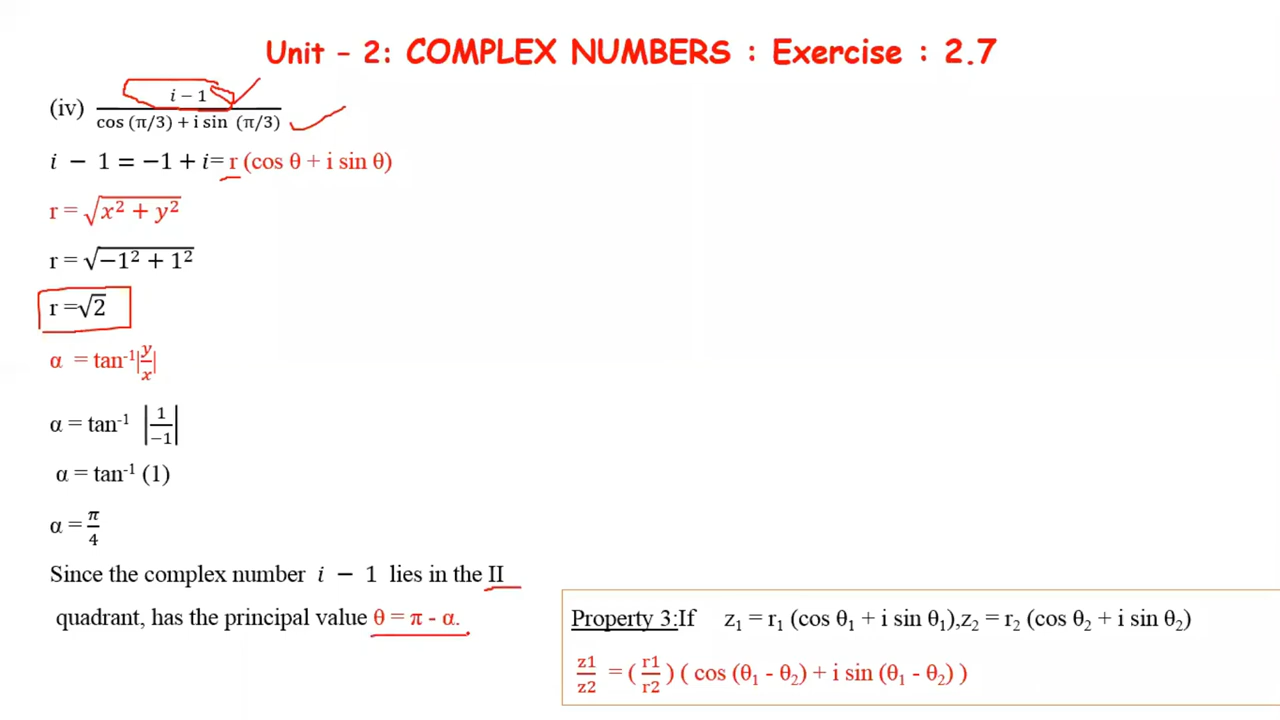 Unit - 2: COMPLEX NUMBERS : Exercise : 2.7
(iv) i − 1 / cos (π/3) + i sin (π/3)
i − 1 = −1 + i= r (cos θ + i sin θ)
r = √x² + y²
r = √−1² + 1²
r =√2
α = tan⁻¹|y/x|
α = tan⁻¹ |1/−1|
α = tan⁻¹ (1)
α = π/4
Since the complex number i − 1 lies in the II
quadrant, has the principal value θ = π - α.
Property 3:If z₁ = r₁ (cos θ₁ + i sin θ₁),z₂ = r₂ (cos θ₂ + i sin θ₂)
z1/z2 = ( r1/r2 ) ( cos (θ₁ - θ₂) + i sin (θ₁ - θ₂) )